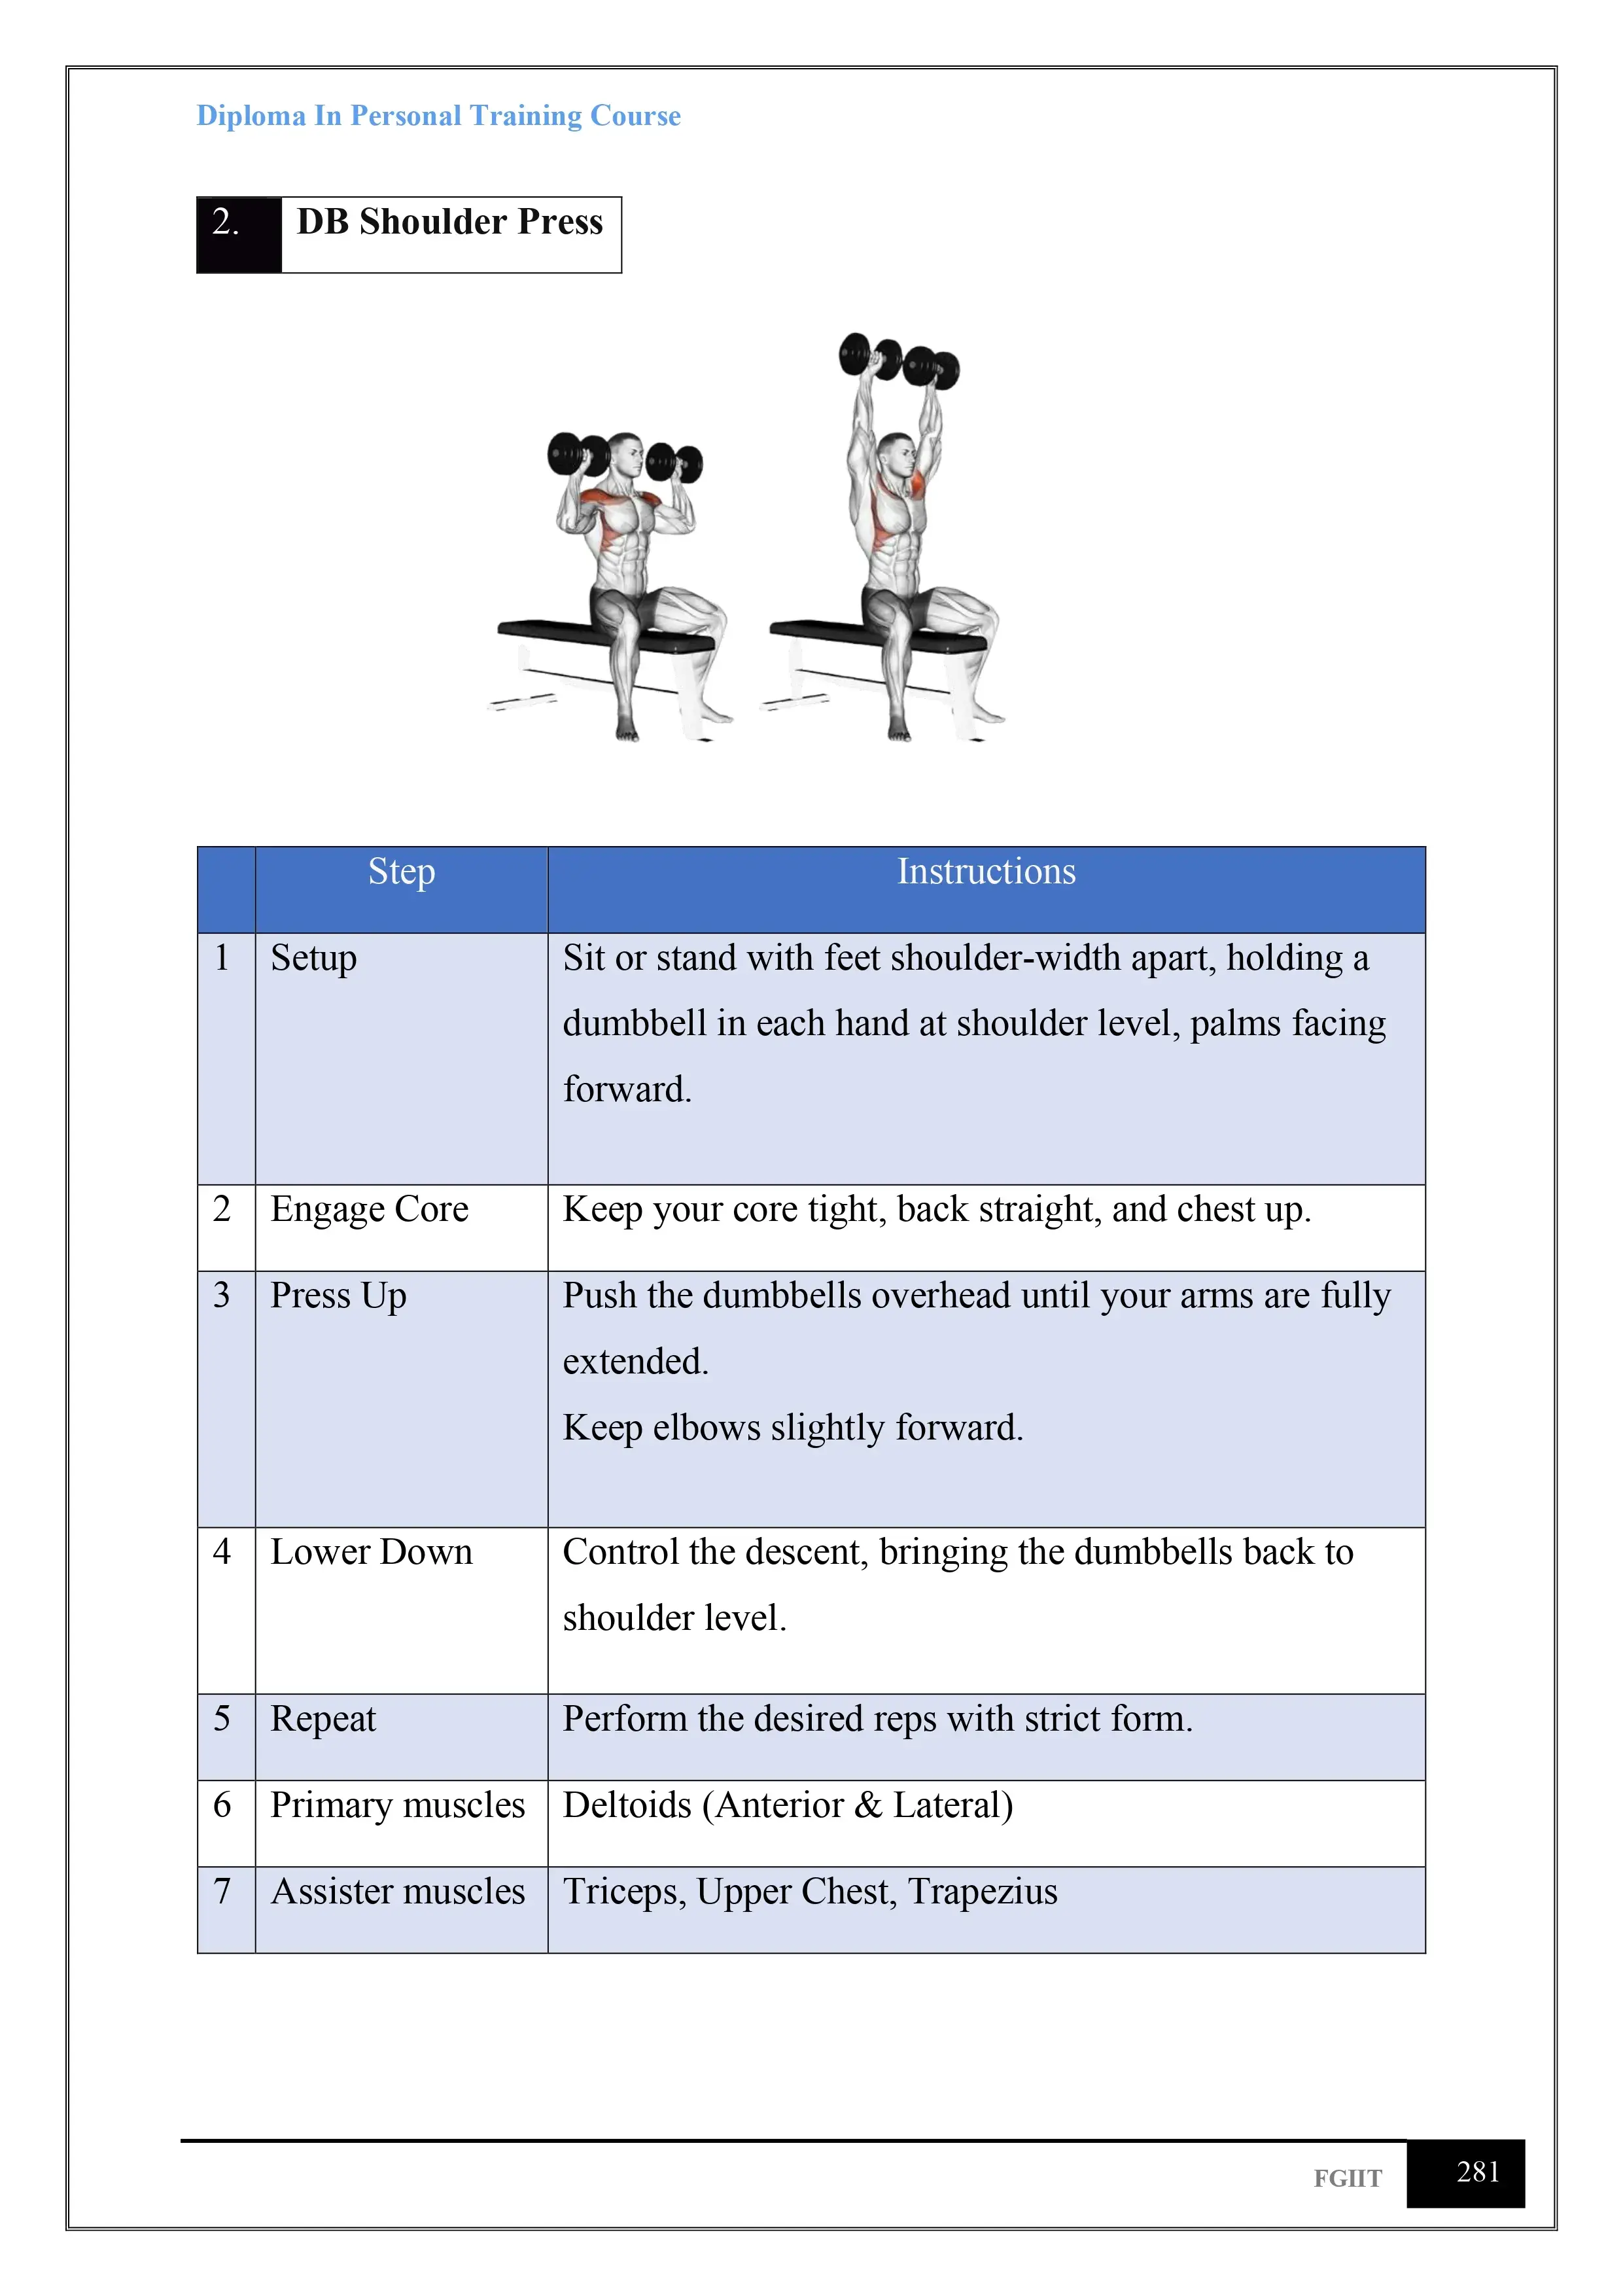 Diploma In Personal Training Course
2. DB Shoulder Press
Step Instructions
1 Setup Sit or stand with feet shoulder-width apart, holding a
dumbbell in each hand at shoulder level, palms facing
forward.
2 Engage Core Keep your core tight, back straight, and chest up.
3 Press Up Push the dumbbells overhead until your arms are fully
extended.
Keep elbows slightly forward.
4 Lower Down Control the descent, bringing the dumbbells back to
shoulder level.
5 Repeat Perform the desired reps with strict form.
6 Primary muscles Deltoids (Anterior & Lateral)
7 Assister muscles Triceps, Upper Chest, Trapezius
FGIIT 281